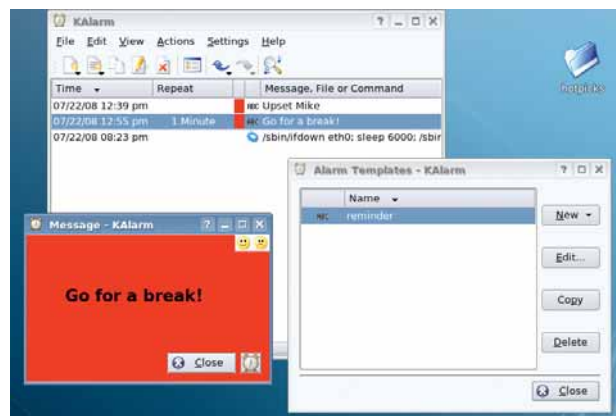 KAlarm
File Edit View Actions Settings Help
Time Repeat Message, File or Command
07/22/08 12:39 pm Upset Mike
07/22/08 12:55 pm 1 Minute Go for a break!
07/22/08 08:23 pm /sbin/ifdown eth0; sleep 6000; /sbir
hotpicks
Alarm Templates - KAlarm
Name
reminder
New
Edit...
Copy
Delete
Close
Message - KAlarm
Go for a break!
Close